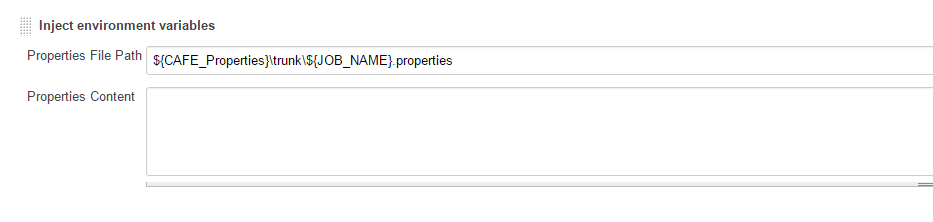 Inject environment variables
Properties File Path ${CAFE_Properties}\trunk\${JOB_NAME}.properties
Properties Content